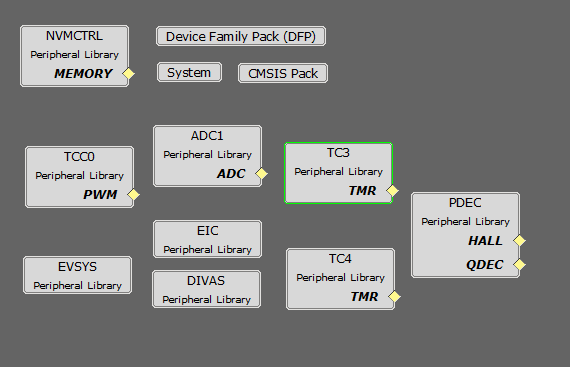 NVMCTRL
Peripheral Library
MEMORY
Device Family Pack (DFP)
System
CMSIS Pack
TCC0
Peripheral Library
PWM
ADC1
Peripheral Library
ADC
TC3
Peripheral Library
TMR
PDEC
Peripheral Library
HALL
QDEC
EIC
Peripheral Library
EVSYS
Peripheral Library
DIVAS
Peripheral Library
TC4
Peripheral Library
TMR